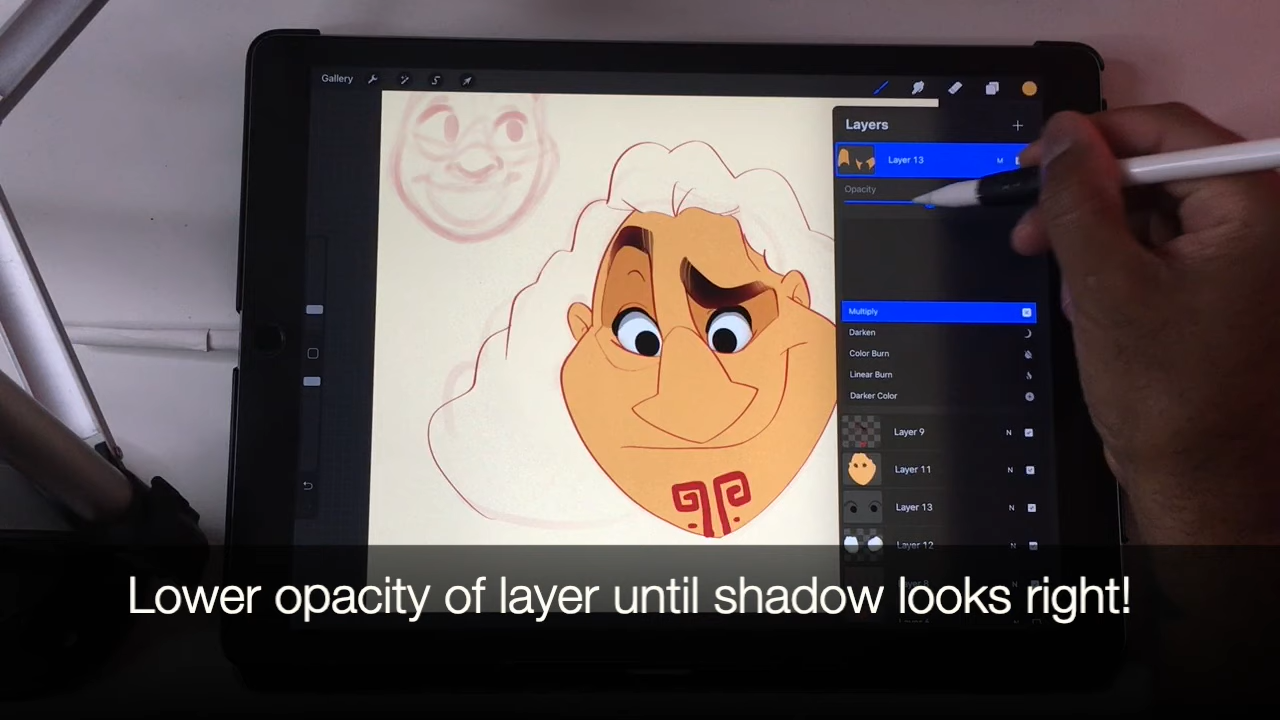 Gallery
Layers
Layer 13
M
Opacity
Multiply
Darken
Color Burn
Linear Burn
Darker Color
Layer 9
N
Layer 11
N
Layer 13
N
Layer 12
N
Lower opacity of layer until shadow looks right!